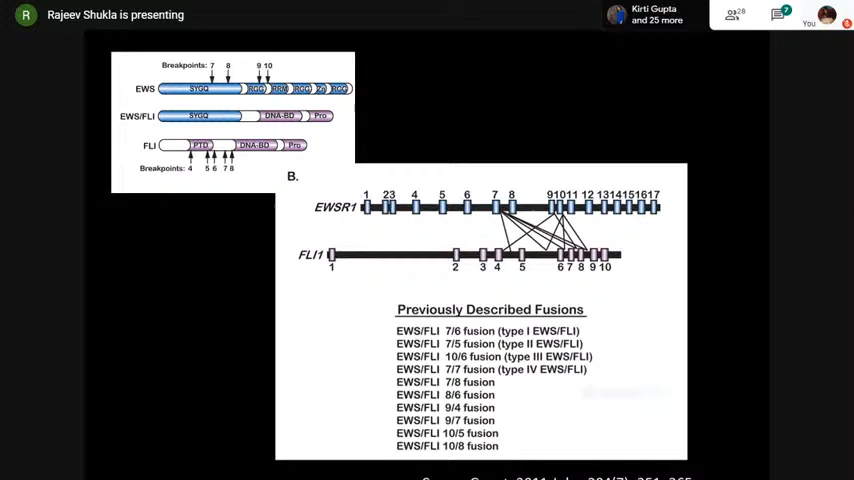 R Rajeev Shukla is presenting
Kirti Gupta
and 25 more
28
7
You
Breakpoints: 7 8 9 10
EWS SYGQ RGG RRM RGG Zn RGG
EWS/FLI SYGQ DNA-BD Pro
FLI PTD DNA-BD Pro
Breakpoints: 4 5 6 7 8
B.
1 2 3 4 5 6 7 8 9 10 11 12 13 14 15 16 17
EWSR1
FLI1
1 2 3 4 5 6 7 8 9 10
Previously Described Fusions
EWS/FLI 7/6 fusion (type I EWS/FLI)
EWS/FLI 7/5 fusion (type II EWS/FLI)
EWS/FLI 10/6 fusion (type III EWS/FLI)
EWS/FLI 7/7 fusion (type IV EWS/FLI)
EWS/FLI 7/8 fusion
EWS/FLI 8/6 fusion
EWS/FLI 9/4 fusion
EWS/FLI 9/7 fusion
EWS/FLI 10/5 fusion
EWS/FLI 10/8 fusion